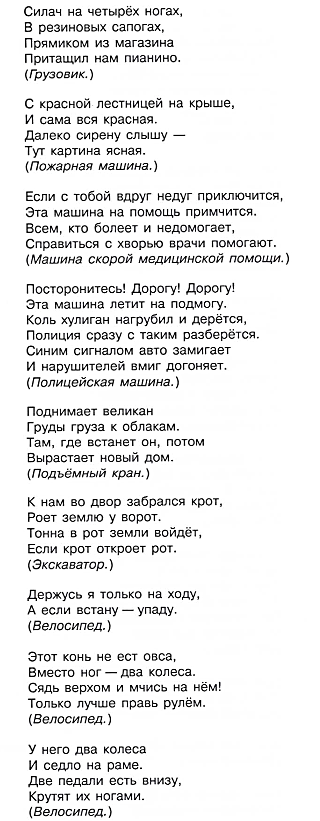 Силач на четырёх ногах,
В резиновых сапогах,
Прямиком из магазина
Притащил нам пианино.
(Грузовик.)
С красной лестницей на крыше,
И сама вся красная.
Далеко сирену слышу —
Тут картина ясная.
(Пожарная машина.)
Если с тобой вдруг недуг приключится,
Эта машина на помощь примчится.
Всем, кто болеет и недомогает,
Справиться с хворью врачи помогают.
(Машина скорой медицинской помощи.)
Посторонитесь! Дорогу! Дорогу!
Эта машина летит на подмогу.
Коль хулиган нагрубил и дерётся,
Полиция сразу с таким разберётся.
Синим сигналом авто замигает
И нарушителей вмиг догоняет.
(Полицейская машина.)
Поднимает великан
Груды груза к облакам.
Там, где встанет он, потом
Вырастает новый дом.
(Подъёмный кран.)
К нам во двор забрался крот,
Роет землю у ворот.
Тонна в рот земли войдёт,
Если крот откроет рот.
(Экскаватор.)
Держусь я только на ходу,
А если встану — упаду.
(Велосипед.)
Этот конь не ест овса,
Вместо ног — два колеса.
Сядь верхом и мчись на нём!
Только лучше правь рулём.
(Велосипед.)
У него два колеса
И седло на раме.
Две педали есть внизу,
Крутят их ногами.
(Велосипед.)